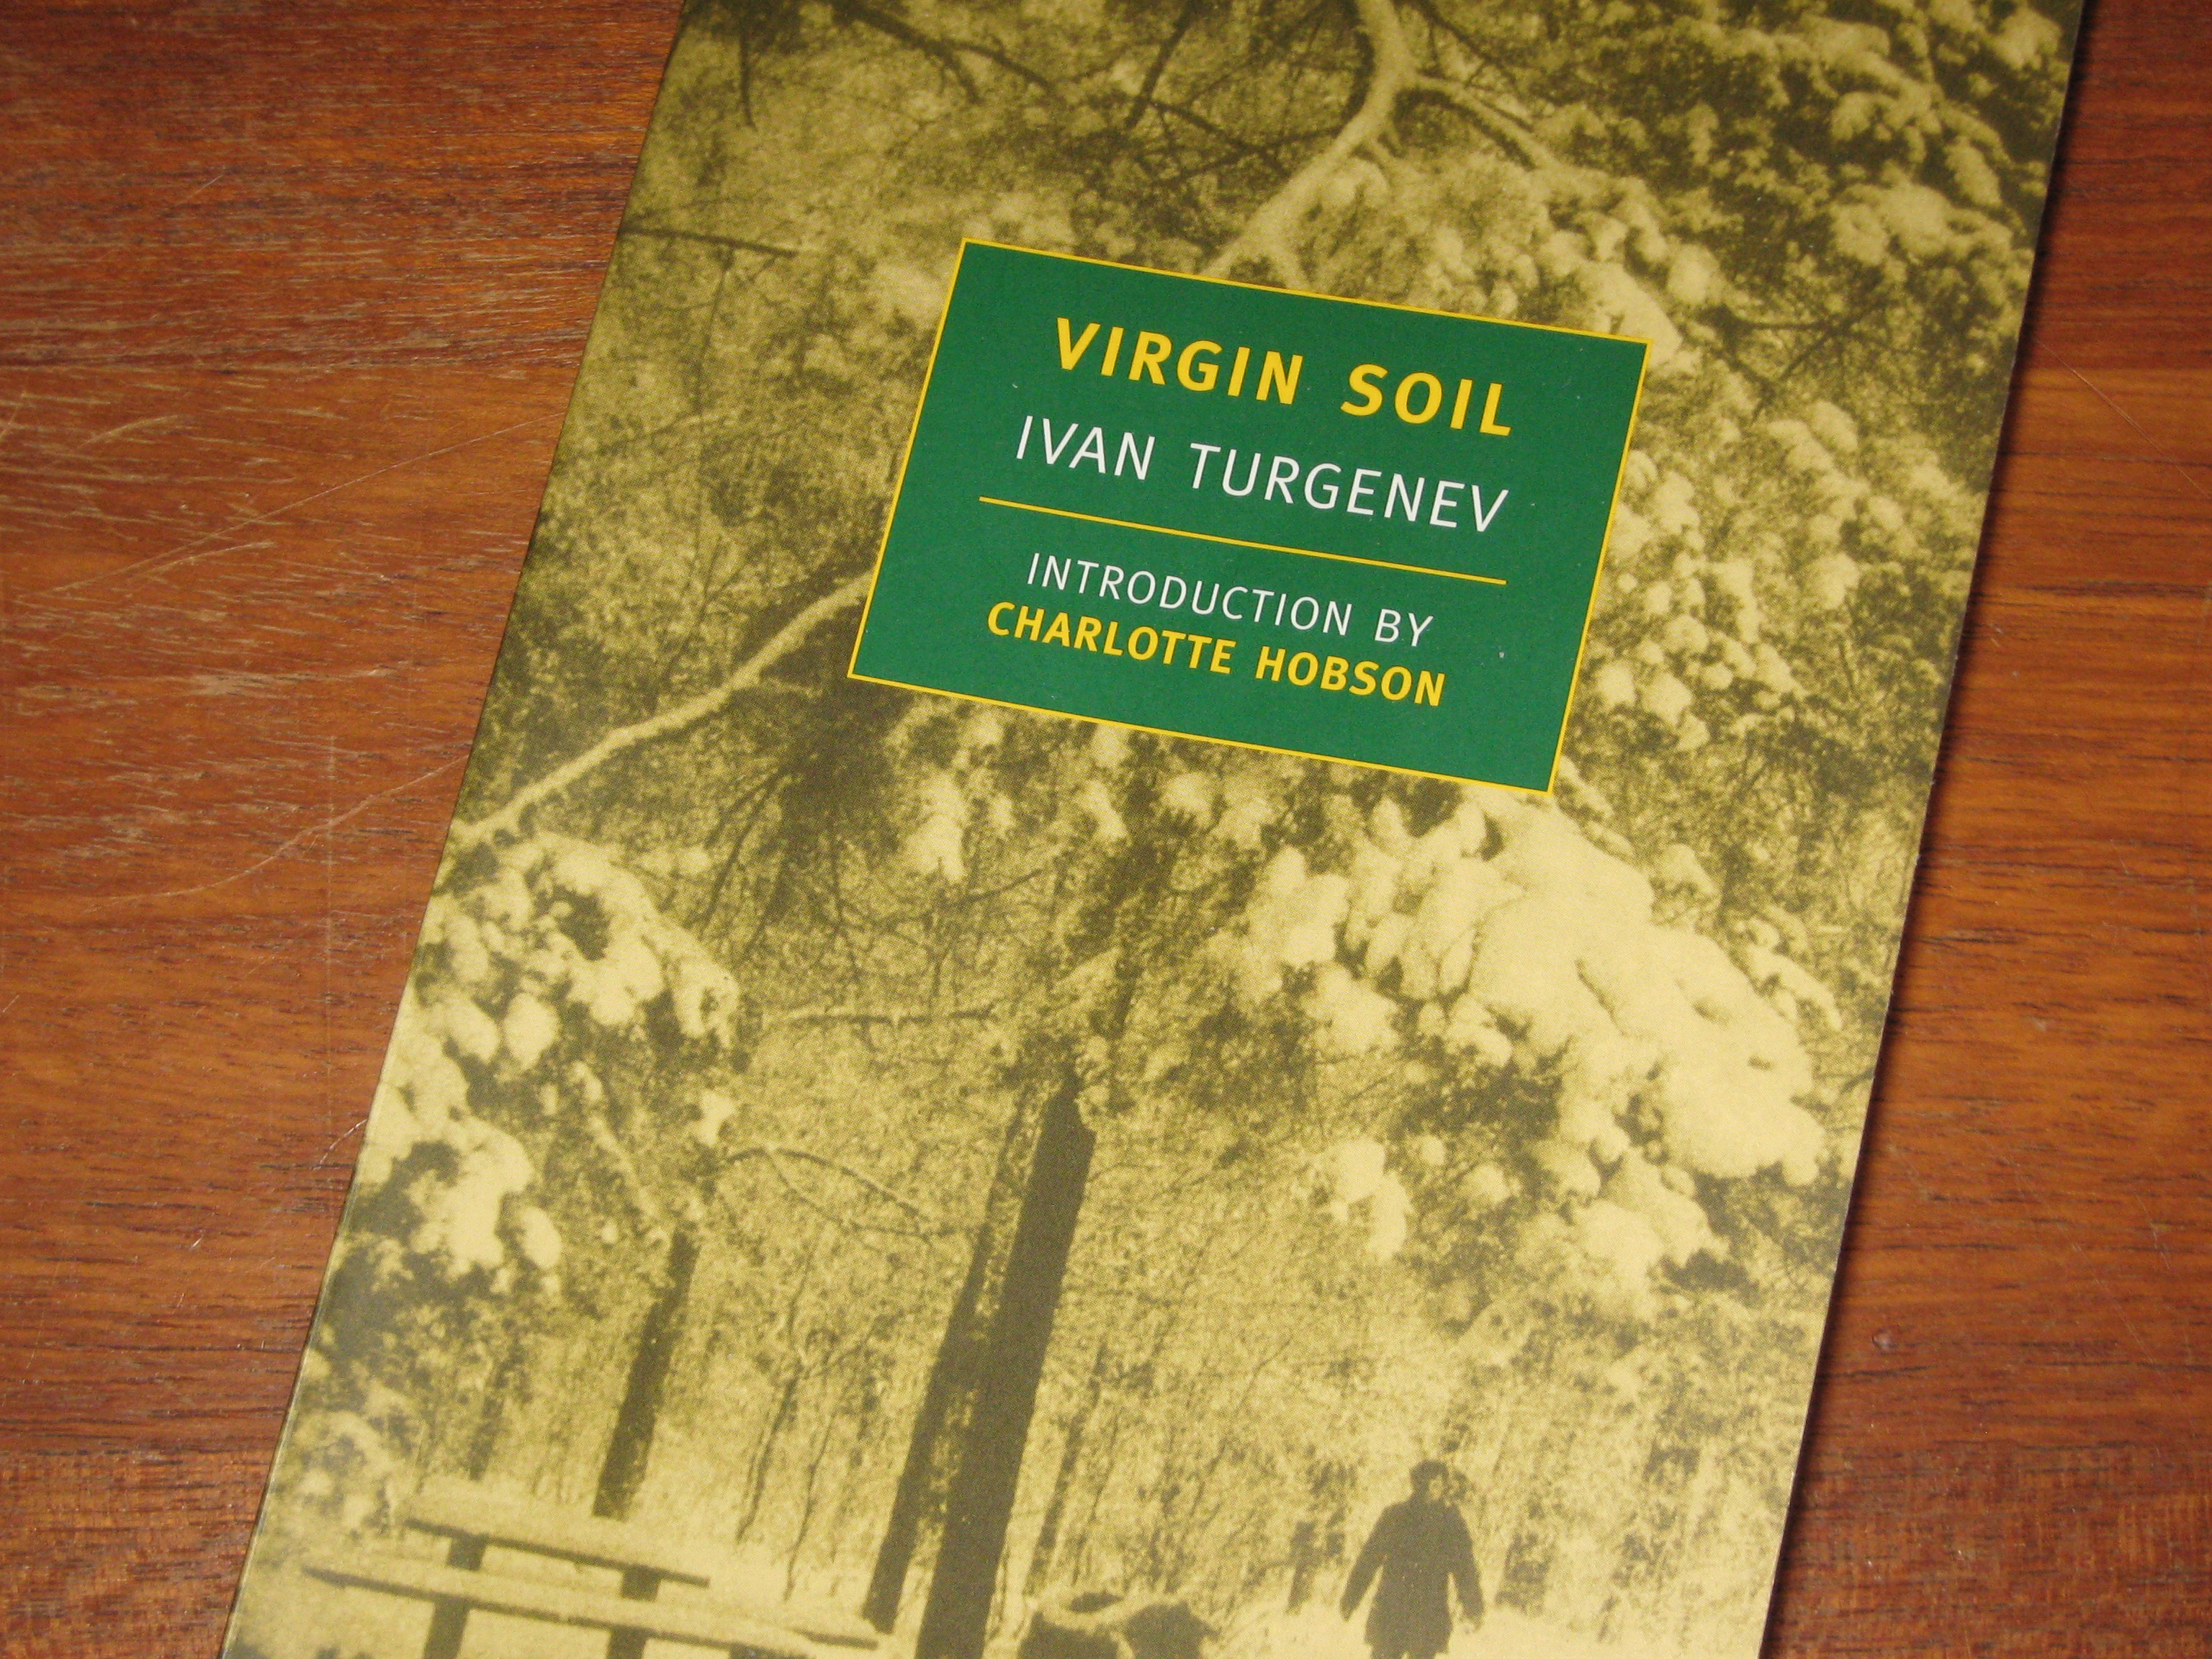 VIRGIN SOIL
IVAN TURGENEV
INTRODUCTION BY
CHARLOTTE HOBSON